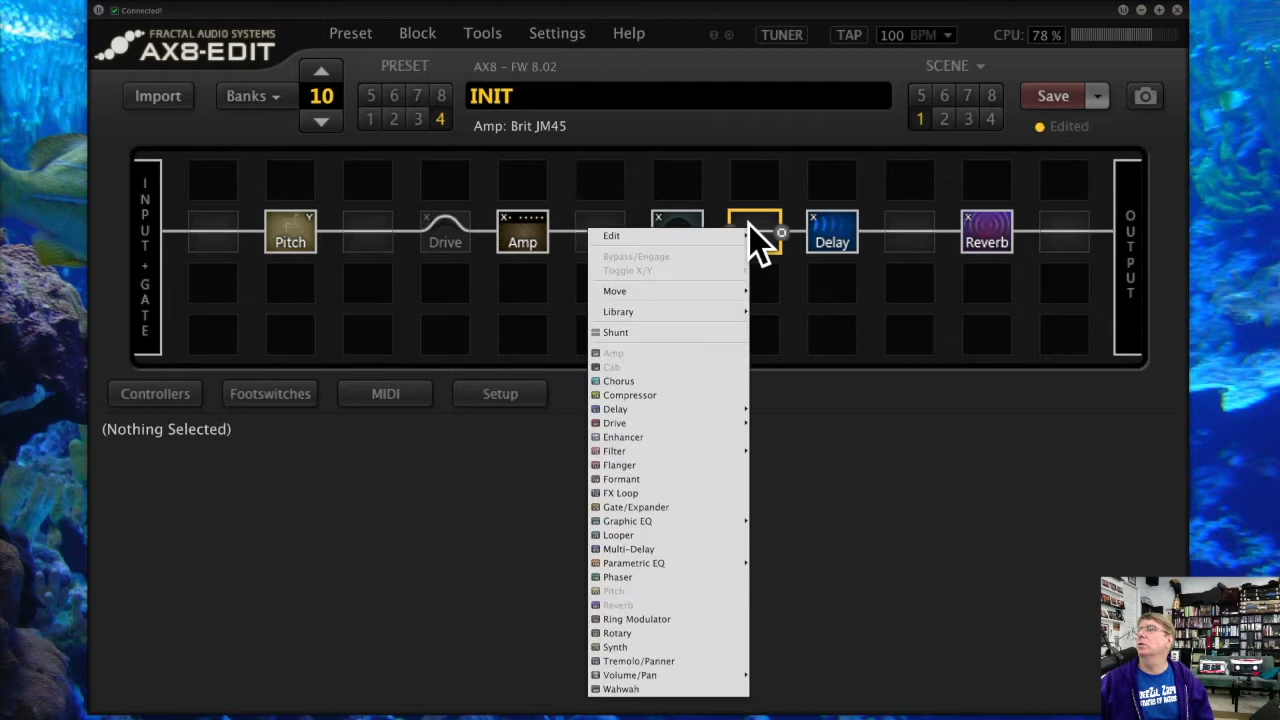 Connected!
FRACTAL AUDIO SYSTEMS
AX8-EDIT
Preset Block Tools Settings Help
TUNER TAP 100 BPM CPU: 78 %
PRESET AX8 – FW 8.02 SCENE
Import Banks 10 5 6 7 8 INIT 5 6 7 8 Save
1 2 3 4 Amp: Brit JM45 1 2 3 4 Edited
INPUT + GATE
X Y
Pitch
X
Drive
X
Amp
X
X
Delay
X
Reverb
OUTPUT
Controllers Footswitches MIDI Setup
(Nothing Selected)
Edit
Bypass/Engage
Toggle X/Y X
Move
Library
Shunt
Amp
Cab
Chorus
Compressor
Delay
Drive
Enhancer
Filter
Flanger
Formant
FX Loop
Gate/Expander
Graphic EQ
Looper
Multi-Delay
Parametric EQ
Phaser
Pitch
Reverb
Ring Modulator
Rotary
Synth
Tremolo/Panner
Volume/Pan
Wahwah